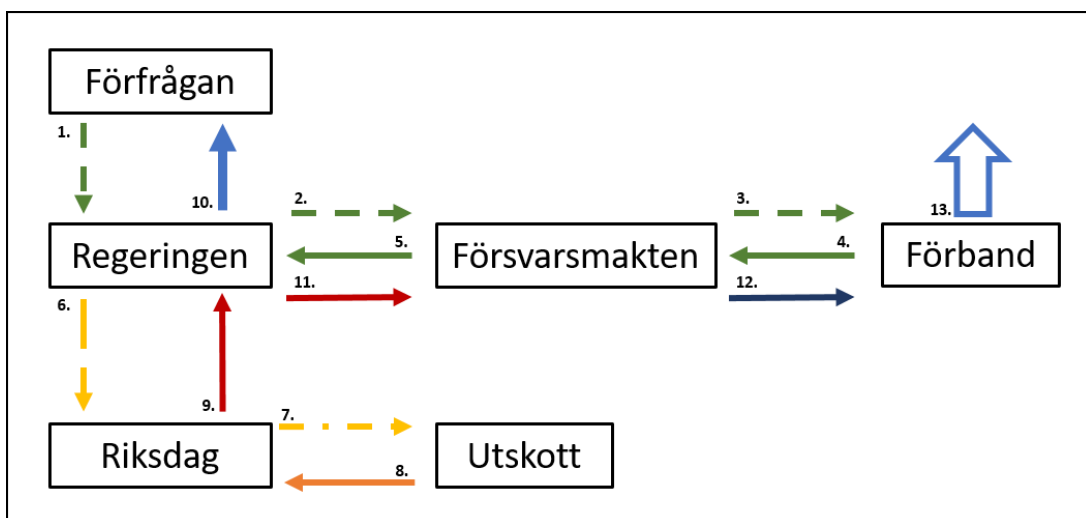 Förfrågan
1.
10.
2.
3.
13.
Regeringen
5.
Försvarsmakten
4.
Förband
6.
11.
12.
9.
7.
Riksdag
8.
Utskott